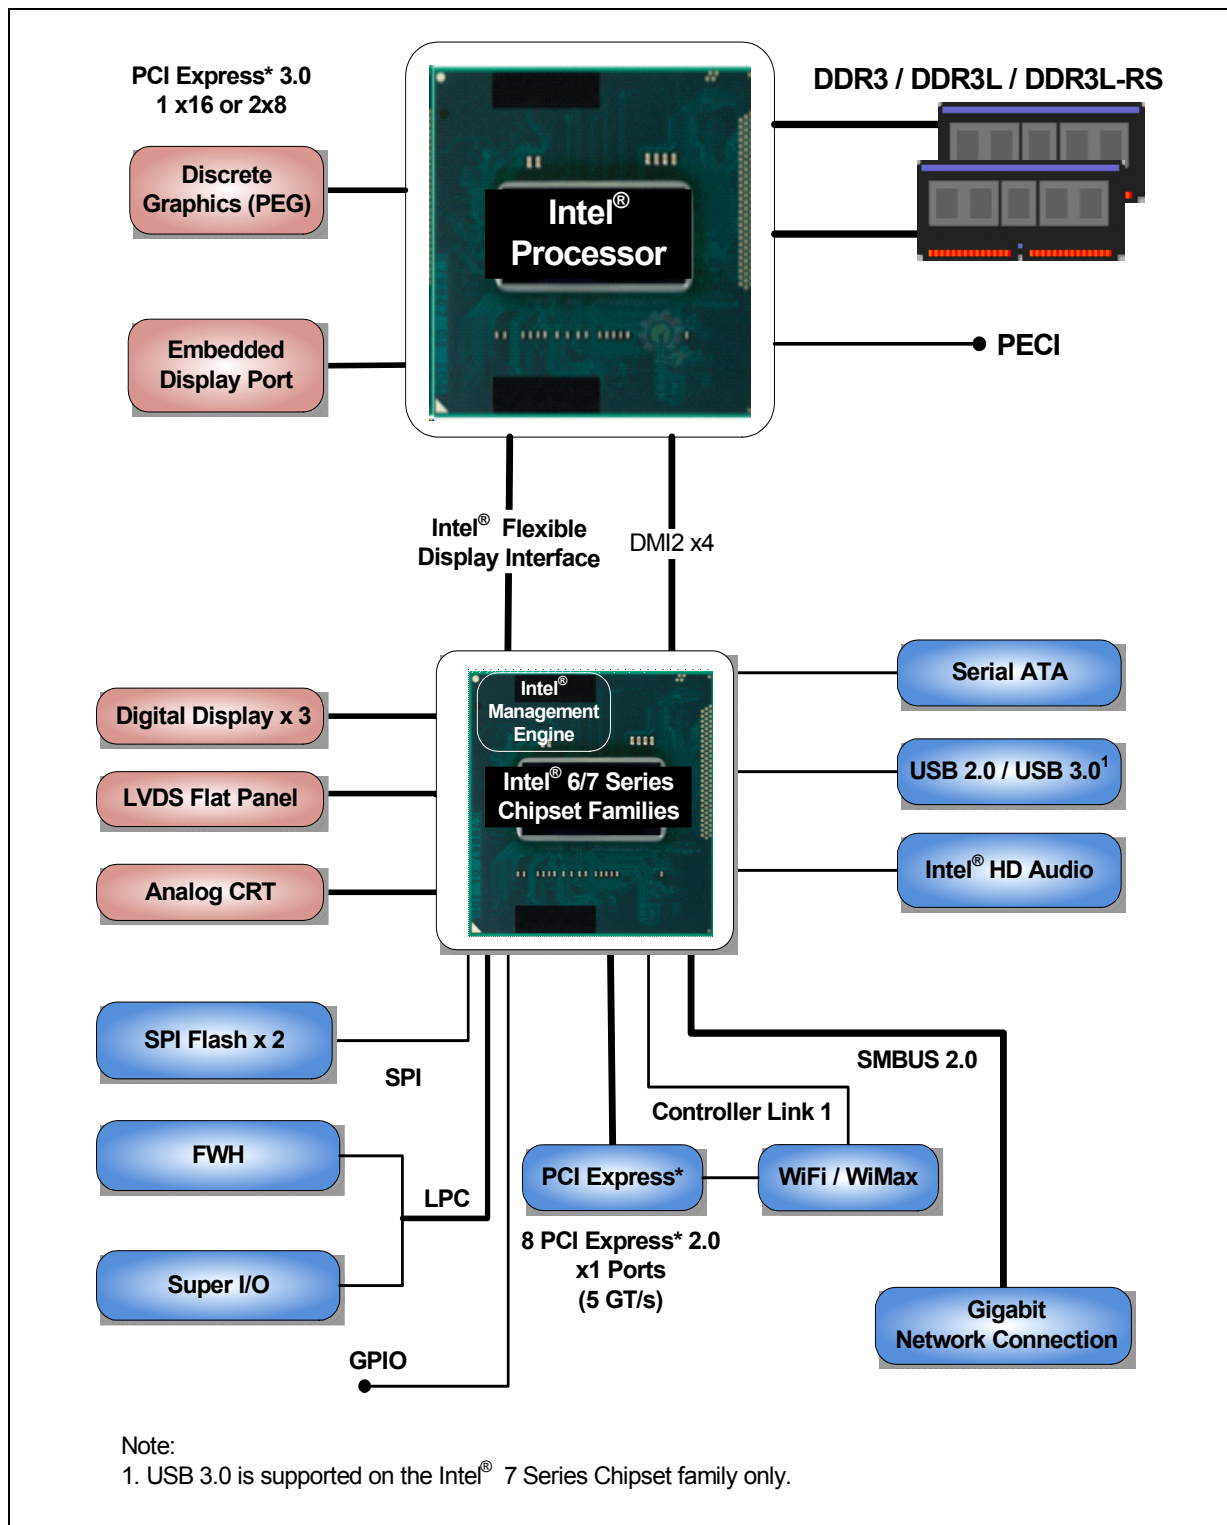 PCI Express* 3.0
1 x16 or 2x8
DDR3 / DDR3L / DDR3L-RS
Discrete
Graphics (PEG)
Intel®
Processor
Embedded
Display Port
PECI
Intel® Flexible
Display Interface
DMI2 x4
Intel®
Management
Engine
Intel® 6/7 Series
Chipset Families
Digital Display x 3
LVDS Flat Panel
Analog CRT
Serial ATA
USB 2.0 / USB 3.0¹
Intel® HD Audio
SPI Flash x 2
SPI
FWH
LPC
Super I/O
GPIO
SMBUS 2.0
Controller Link 1
PCI Express*
WiFi / WiMax
8 PCI Express* 2.0
x1 Ports
(5 GT/s)
Gigabit
Network Connection
Note:
1. USB 3.0 is supported on the Intel® 7 Series Chipset family only.